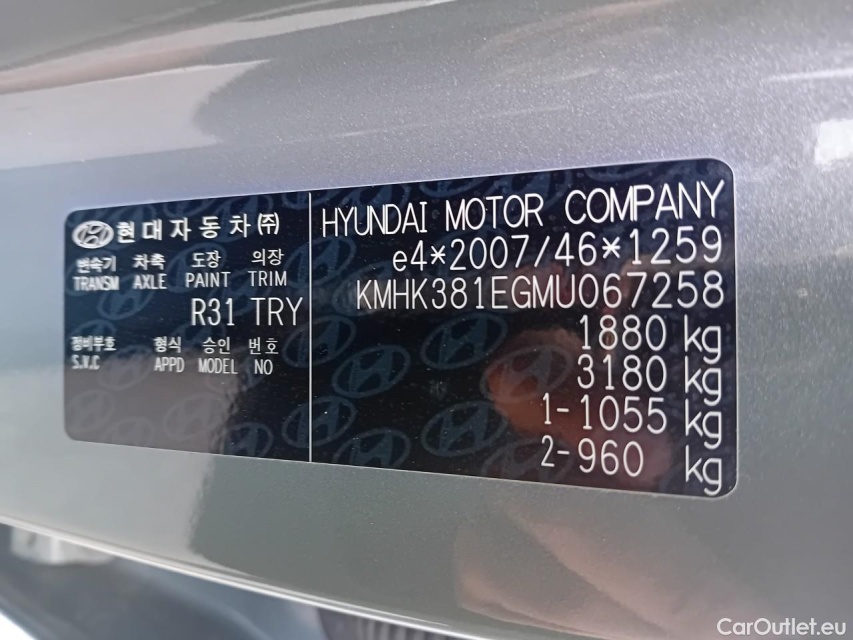 현대자동차㈜
변속기 차축 도장 의장
TRANSM AXLE PAINT TRIM
R31 TRY
정비부호 형식 승인 번호
S.V.C APPD MODEL NO
HYUNDAI MOTOR COMPANY
e4*2007/46*1259
KMHK381EGMU067258
1880 kg
3180 kg
1-1055 kg
2-960 kg
CarOutlet.eu